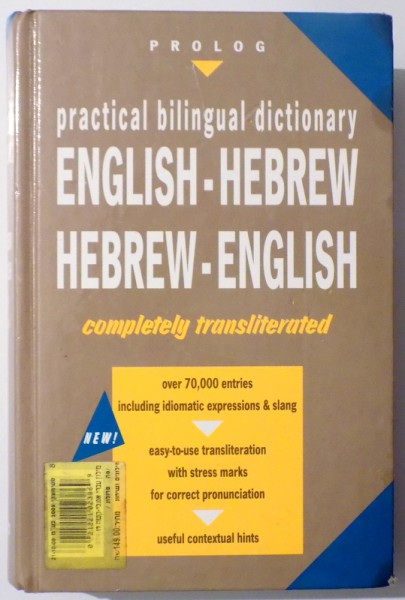 PROLOG
practical bilingual dictionary
ENGLISH-HEBREW
HEBREW-ENGLISH
completely transliterated
over 70,000 entries
including idiomatic expressions & slang
NEW!
easy-to-use transliteration
with stress marks
for correct pronunciation
useful contextual hints